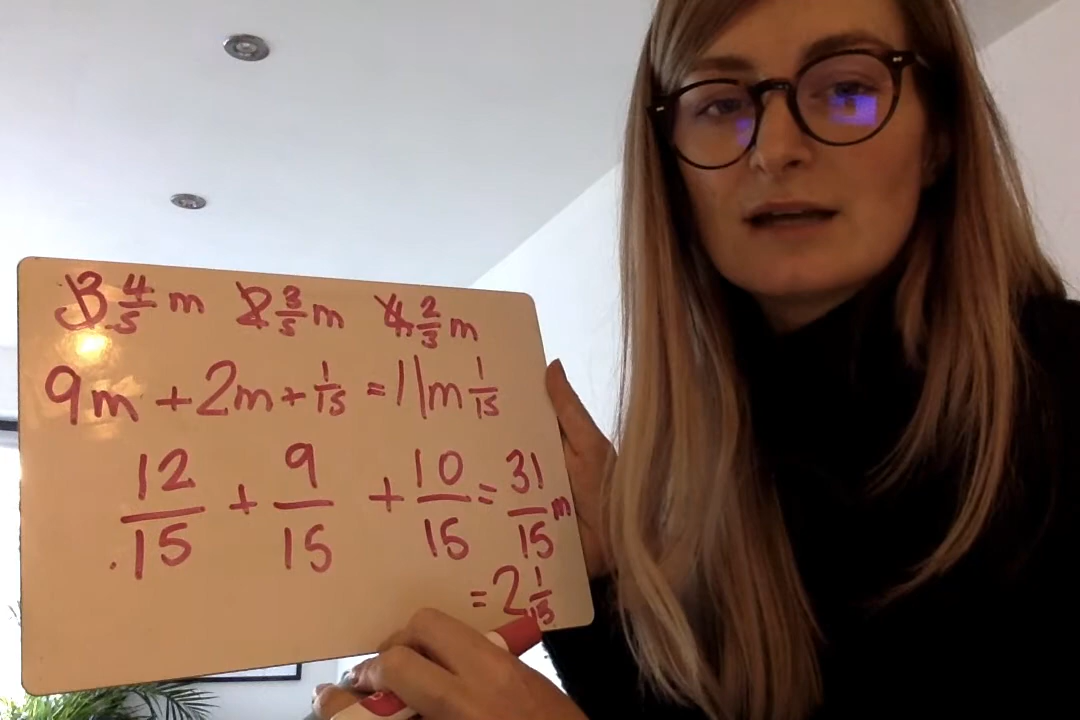 3 4/5 m 2 3/5 m 4 2/3 m
9m + 2m + 1/15 = 11m 1/15
12/15 + 9/15 + 10/15 = 31/15 m
= 2 1/15